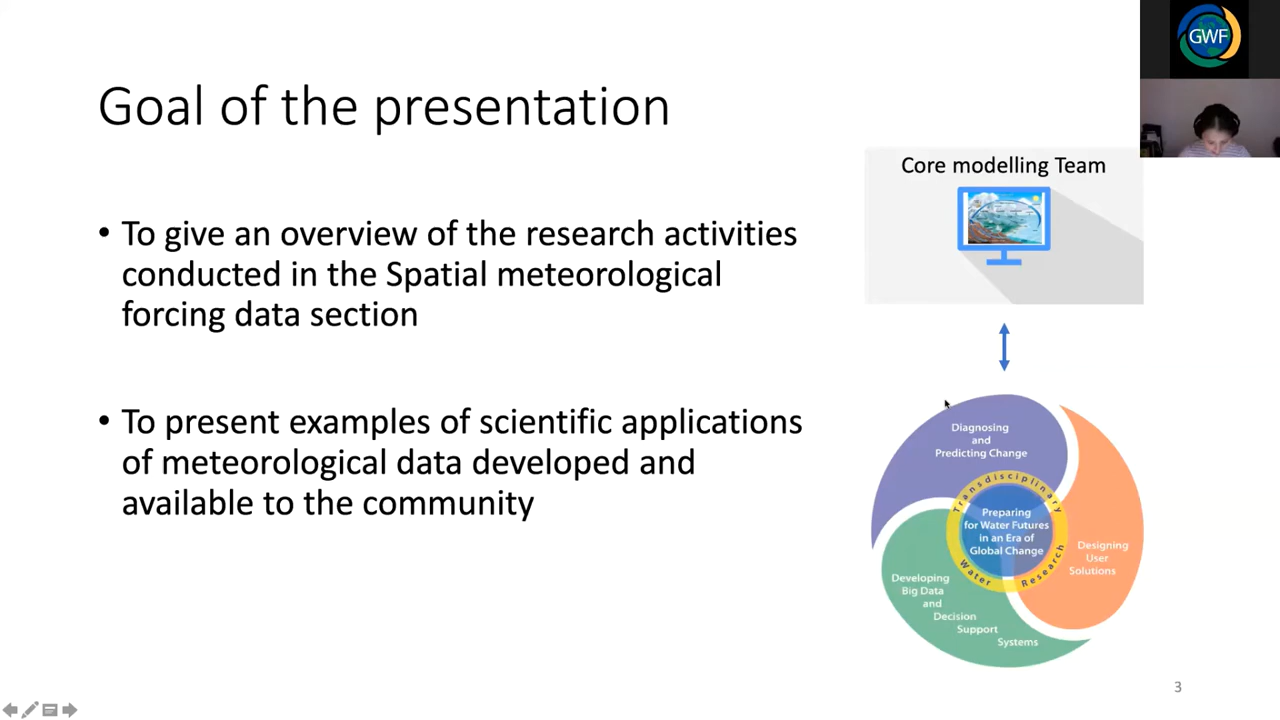 GWF
Goal of the presentation
Core modelling Team
• To give an overview of the research activities
conducted in the Spatial meteorological
forcing data section
• To present examples of scientific applications
of meteorological data developed and
available to the community
Diagnosing
and
Predicting Change
Transdisciplinary
Preparing
for Water Futures
in an Era of
Global Change
Water Research
Designing
User
Solutions
Developing
Big Data
and
Decision
Support
Systems
3